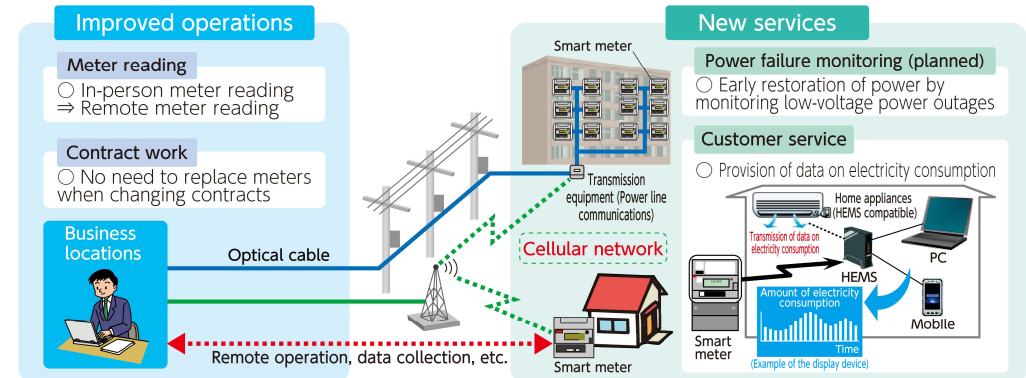 Improved operations
Meter reading
○ In-person meter reading
⇒ Remote meter reading
Contract work
○ No need to replace meters
when changing contracts
Business
locations
Optical cable
Remote operation, data collection, etc.
New services
Smart meter
Transmission
equipment (Power line
communications)
Cellular network
Smart meter
Power failure monitoring (planned)
○ Early restoration of power by
monitoring low-voltage power outages
Customer service
○ Provision of data on electricity consumption
Home appliances
(HEMS compatible)
Transmission of data on
electricity consumption
HEMS
PC
Mobile
Smart
meter
Amount of electricity
consumption
Time
(Example of the display device)